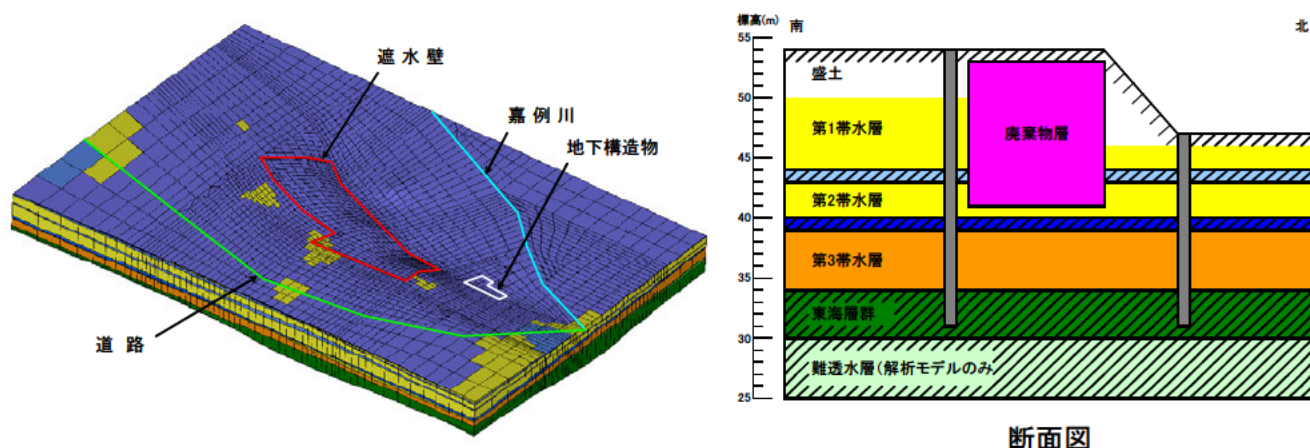 遮水壁
嘉例川
地下構造物
道路
標高(m)
南
北
55
50
45
40
35
30
25
盛土
第1帯水層
廃棄物層
第2帯水層
第3帯水層
東海層群
難透水層(解析モデルのみ
断面図